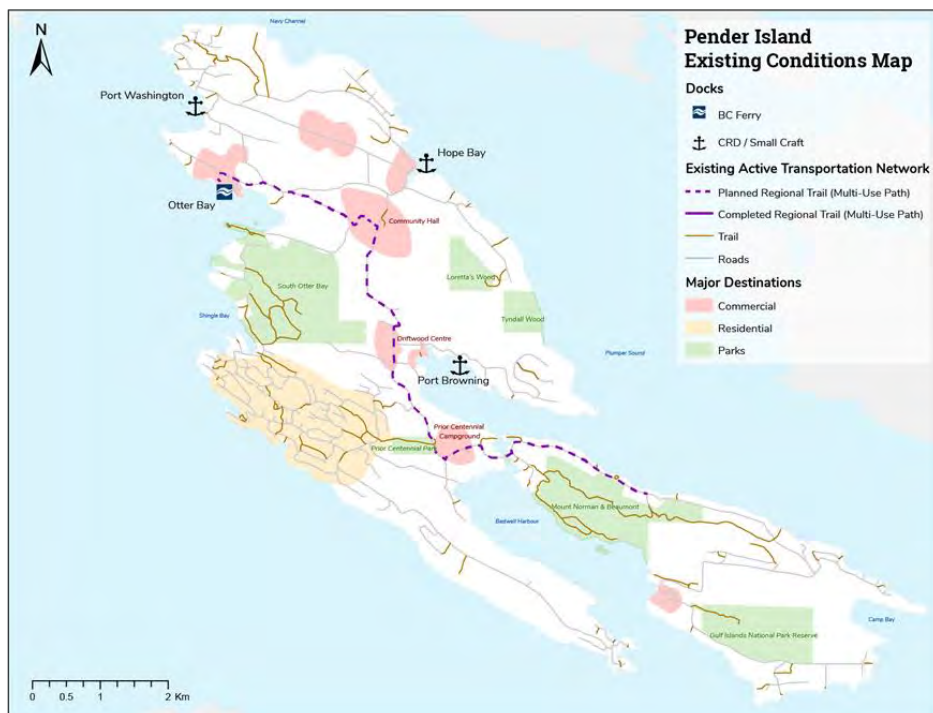 Navy Channel
N
Pender Island
Existing Conditions Map
Docks
BC Ferry
CRD / Small Craft
Existing Active Transportation Network
Planned Regional Trail (Multi-Use Path)
Completed Regional Trail (Multi-Use Path)
Trail
Roads
Major Destinations
Commercial
Residential
Parks
Port Washington
Hope Bay
Otter Bay
Community Hall
South Otter Bay
Loretta's Wood
Tyndall Wood
Shingle Bay
Driftwood Centre
Plumper Sound
Port Browning
Prior Centennial
Campground
Prior Centennial Park
Mount Norman & Beaumont
Bedwell Harbour
Camp Bay
Gulf Islands National Park Reserve
0 0.5 1 2 Km